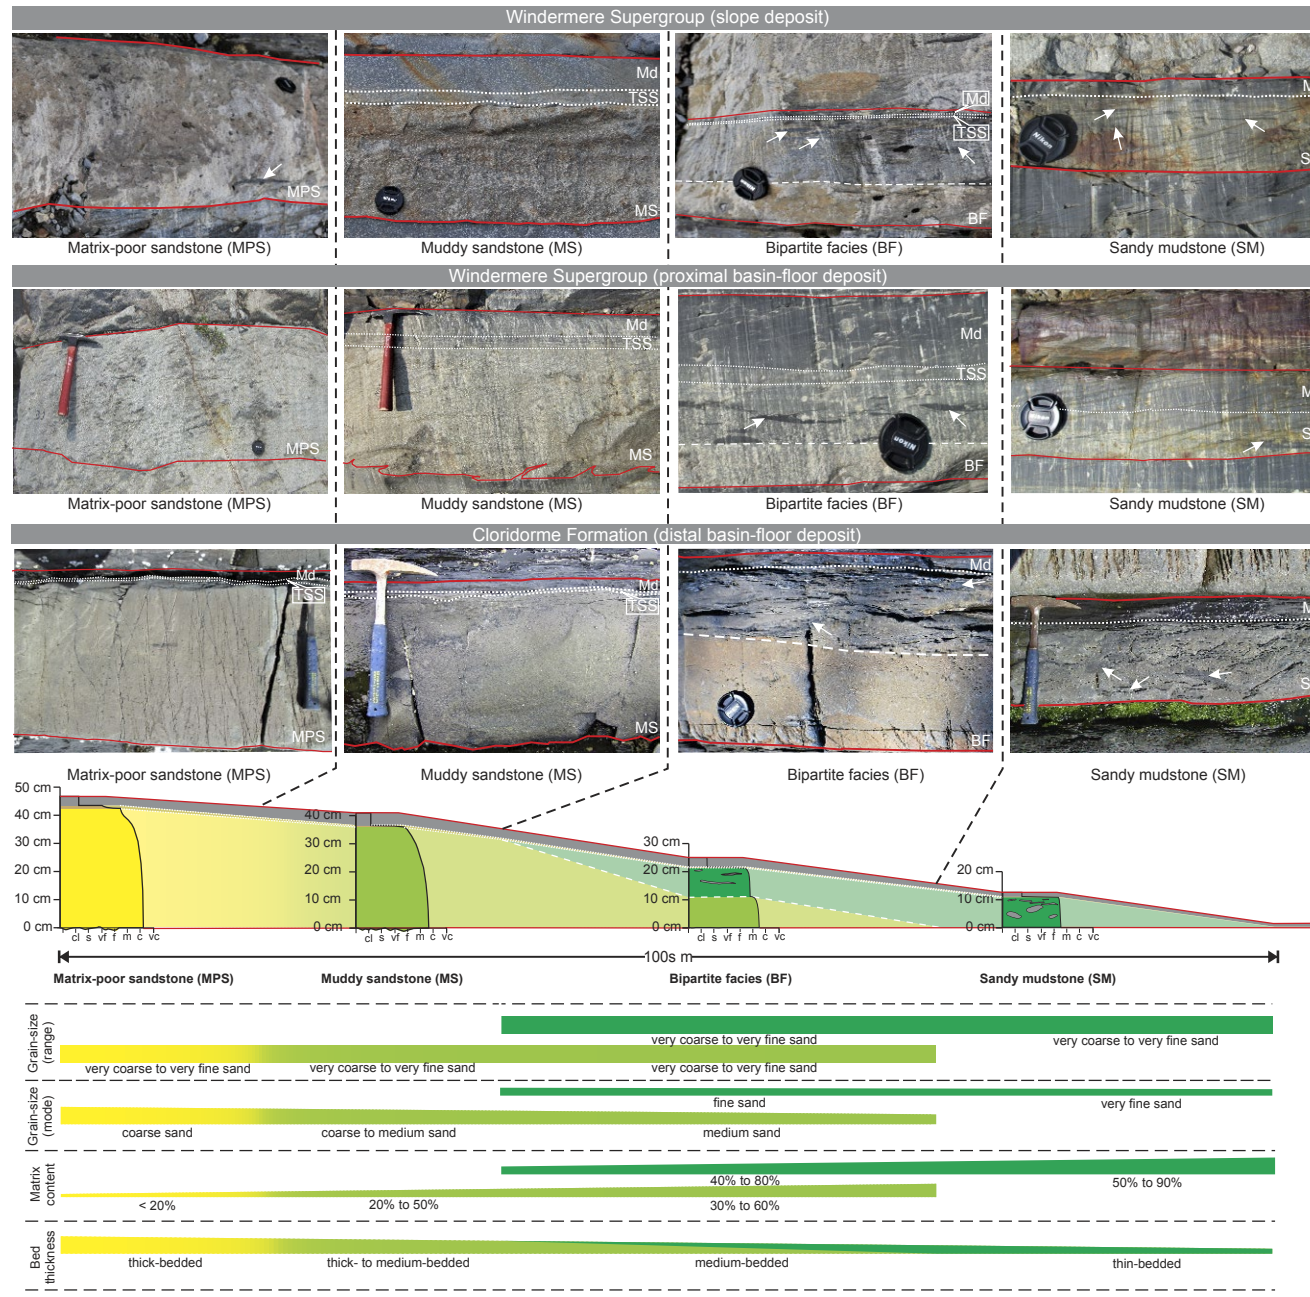 Windermere Supergroup (slope deposit)
Md
TSS
MPS
MS
Md
TSS
BF
Nikon
M
S
Matrix-poor sandstone (MPS)
Muddy sandstone (MS)
Bipartite facies (BF)
Sandy mudstone (SM)
Windermere Supergroup (proximal basin-floor deposit)
Md
TSS
MPS
MS
Md
TSS
BF
Nikon
M
S
Matrix-poor sandstone (MPS)
Muddy sandstone (MS)
Bipartite facies (BF)
Sandy mudstone (SM)
Cloridorme Formation (distal basin-floor deposit)
Md
TSS
MPS
Md
TSS
MS
Md
BF
M
S
Matrix-poor sandstone (MPS)
Muddy sandstone (MS)
Bipartite facies (BF)
Sandy mudstone (SM)
50 cm
40 cm
30 cm
20 cm
10 cm
0 cm
cl s vf f m c vc
40 cm
30 cm
20 cm
10 cm
0 cm
cl s vf f m c vc
30 cm
20 cm
10 cm
0 cm
cl s vf f m c vc
10 cm
0 cm
cl s vf f m c vc
100s m
Matrix-poor sandstone (MPS)
Muddy sandstone (MS)
Bipartite facies (BF)
Sandy mudstone (SM)
Grain-size
(range)
very coarse to very fine sand
very coarse to very fine sand
very coarse to very fine sand
very coarse to very fine sand
very coarse to very fine sand
Grain-size
(mode)
fine sand
very fine sand
coarse sand
coarse to medium sand
medium sand
Matrix
content
40% to 80%
50% to 90%
< 20%
20% to 50%
30% to 60%
Bed
thickness
thick-bedded
thick- to medium-bedded
medium-bedded
thin-bedded